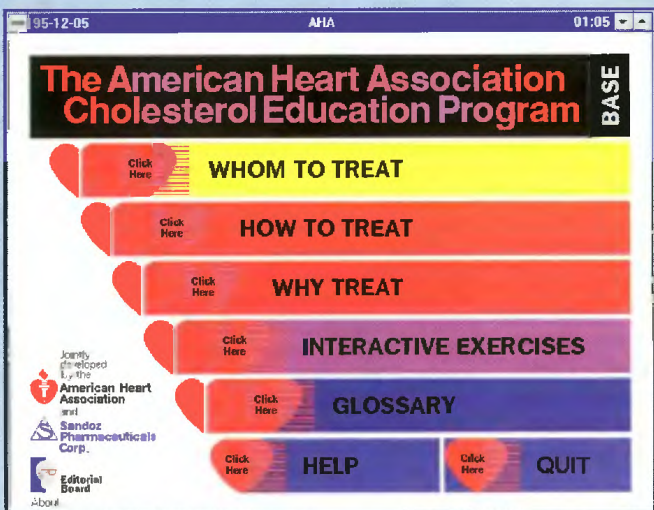 95-12-05 AHA 01:05
The American Heart Association
Cholesterol Education Program
BASE
Click
Here
WHOM TO TREAT
Click
Here
HOW TO TREAT
Click
Here
WHY TREAT
Click
Here
INTERACTIVE EXERCISES
Click
Here
GLOSSARY
Click
Here
HELP
Click
Here
QUIT
Jointly
developed
by the
American Heart
Association
and
Sandoz
Pharmaceuticals
Corp.
Editorial
Board
About